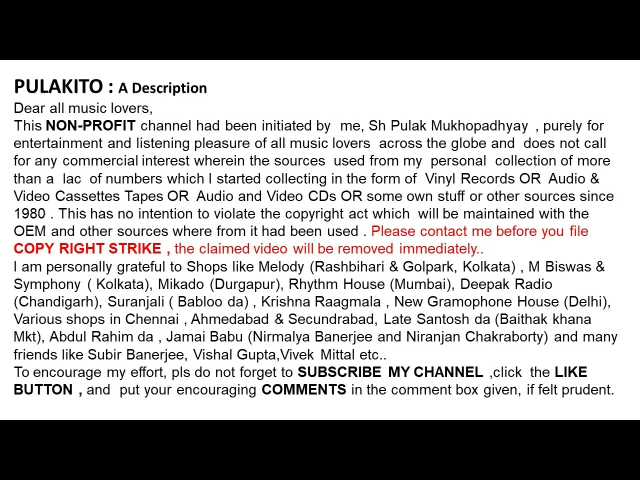 PULAKITO : A Description
Dear all music lovers,
This NON-PROFIT channel had been initiated by  me, Sh Pulak Mukhopadhyay  , purely for
entertainment and listening pleasure of all music lovers  across the globe and  does not call
for any commercial interest wherein the sources  used from my  personal  collection of more
than a  lac  of numbers which I started collecting in the form of  Vinyl Records OR  Audio &
Video Cassettes Tapes OR  Audio and Video CDs OR some own stuff or other sources since
1980 . This has no intention to violate the copyright act which  will be maintained with the
OEM and other sources where from it had been used . Please contact me before you file
COPY RIGHT STRIKE , the claimed video will be removed immediately..
I am personally grateful to Shops like Melody (Rashbihari & Golpark, Kolkata) , M Biswas &
Symphony ( Kolkata), Mikado (Durgapur), Rhythm House (Mumbai), Deepak Radio
(Chandigarh), Suranjali ( Babloo da) , Krishna Raagmala , New Gramophone House (Delhi),
Various shops in Chennai , Ahmedabad & Secundrabad, Late Santosh da (Baithak khana
Mkt), Abdul Rahim da , Jamai Babu (Nirmalya Banerjee and Niranjan Chakraborty) and many
friends like Subir Banerjee, Vishal Gupta,Vivek Mittal etc..
To encourage my effort, pls do not forget to SUBSCRIBE MY CHANNEL ,click  the LIKE
BUTTON , and  put your encouraging COMMENTS in the comment box given, if felt prudent.